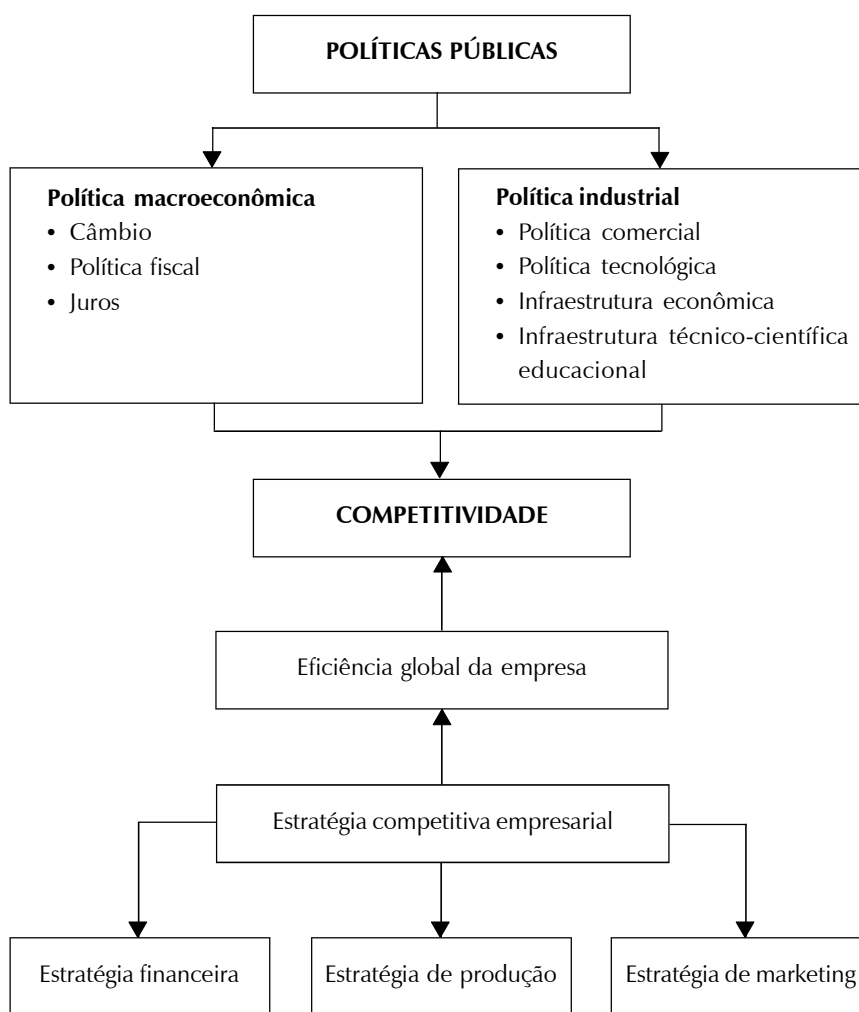 POLÍTICAS PÚBLICAS
Política macroeconômica
• Câmbio
• Política fiscal
• Juros
Política industrial
• Política comercial
• Política tecnológica
• Infraestrutura econômica
• Infraestrutura técnico-científica
educacional
COMPETITIVIDADE
Eficiência global da empresa
Estratégia competitiva empresarial
Estratégia financeira
Estratégia de produção
Estratégia de marketing